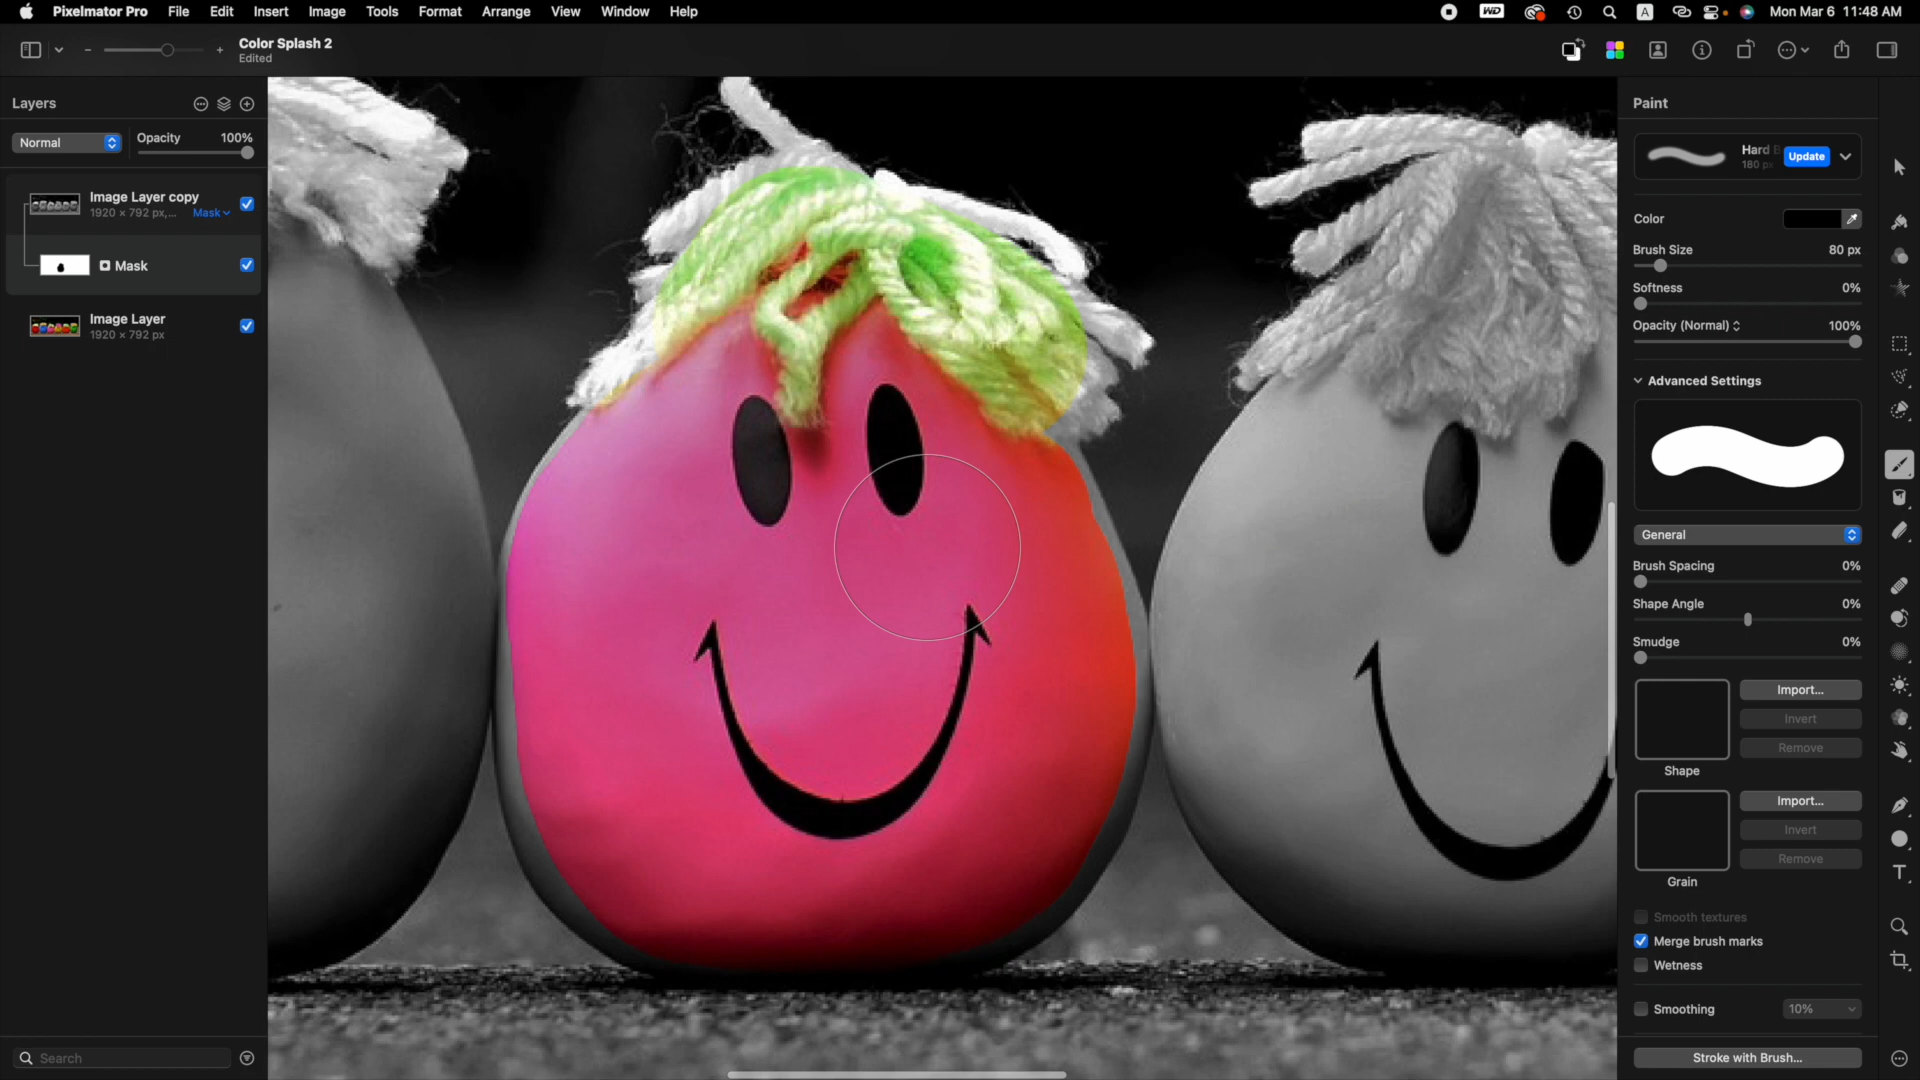 Pixelmator Pro File Edit Insert Image Tools Format Arrange View Window Help WD A Mon Mar 6 11:48 AM
Color Splash 2
Edited
Layers
Normal Opacity 100%
Image Layer copy
1920 × 792 px,... Mask
Mask
Image Layer
1920 × 792 px
Search
Paint
Hard
180 px
Update
Color
Brush Size 80 px
Softness 0%
Opacity (Normal) 100%
Advanced Settings
General
Brush Spacing 0%
Shape Angle 0%
Smudge 0%
Import...
Invert
Remove
Shape
Import...
Invert
Remove
Grain
Smooth textures
Merge brush marks
Wetness
Smoothing 10%
Stroke with Brush...
T